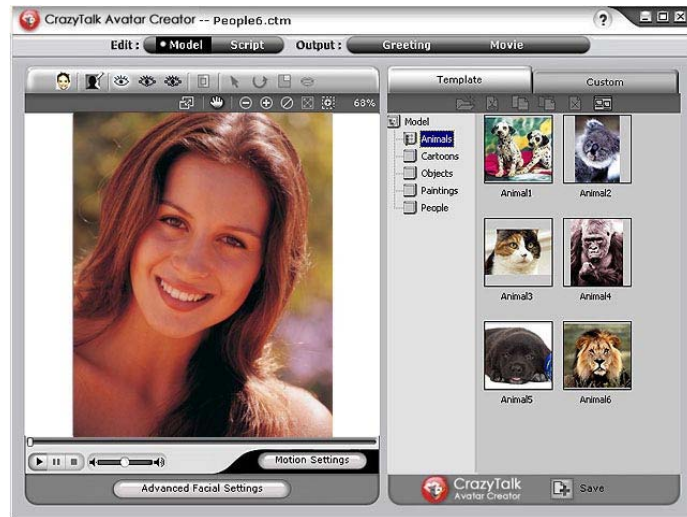 CrazyTalk Avatar Creator -- People6.ctm
?
Edit : Model Script Output : Greeting Movie
68%
Template Custom
Model
Animals
Cartoons
Objects
Paintings
People
Animal1 Animal2
Animal3 Animal4
Animal5 Animal6
Motion Settings
Advanced Facial Settings
CrazyTalk
Avatar Creator
Save